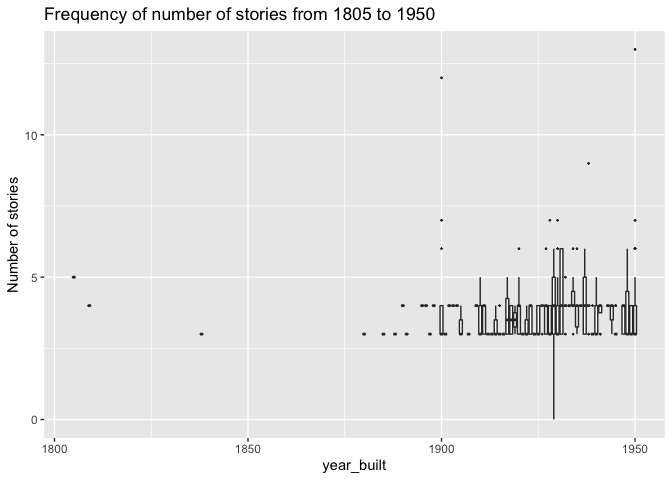 Frequency of number of stories from 1805 to 1950
Number of stories
10
5
0
1800
1850
1900
1950
year_built